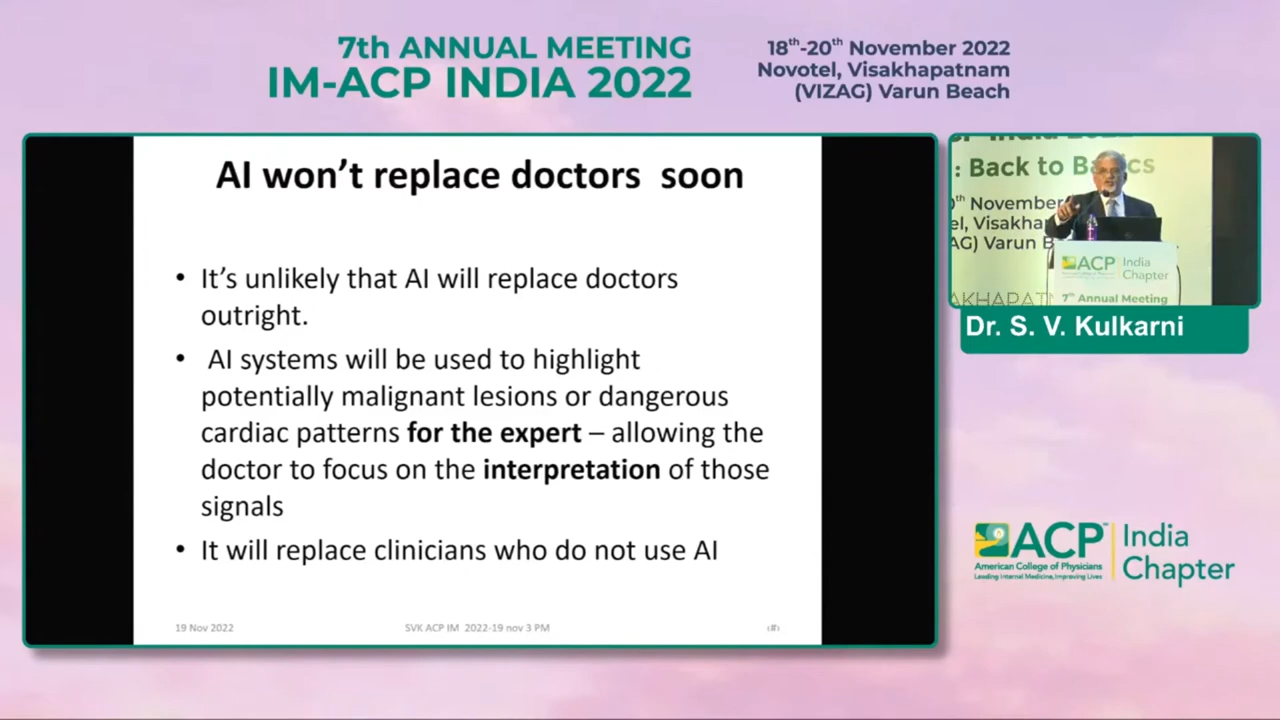 7th ANNUAL MEETING
IM-ACP INDIA 2022
18th-20th November 2022
Novotel, Visakhapatnam
(VIZAG) Varun Beach
AI won’t replace doctors soon
• It’s unlikely that AI will replace doctors
outright.
• AI systems will be used to highlight
potentially malignant lesions or dangerous
cardiac patterns for the expert – allowing the
doctor to focus on the interpretation of those
signals
• It will replace clinicians who do not use AI
19 Nov 2022
SVK ACP IM 2022-19 nov 3 PM
: Back to
November
Varun
ACP India
Chapter
7th Annual Meeting
Dr. S. V. Kulkarni
ACP
American College of Physicians
Leading Internal Medicine, Improving Lives
India
Chapter